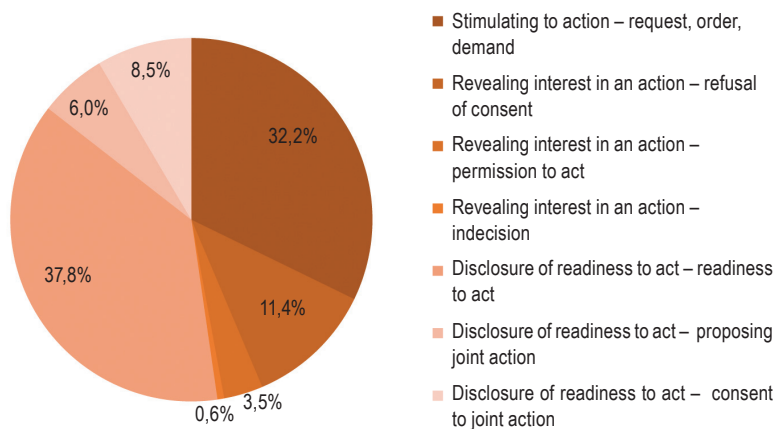 8,5%
6,0%
32,2%
37,8%
11,4%
0,6%
3,5%
Stimulating to action – request, order,
demand
Revealing interest in an action – refusal
of consent
Revealing interest in an action –
permission to act
Revealing interest in an action –
indecision
Disclosure of readiness to act – readiness
to act
Disclosure of readiness to act – proposing
joint action
Disclosure of readiness to act – consent
to joint action